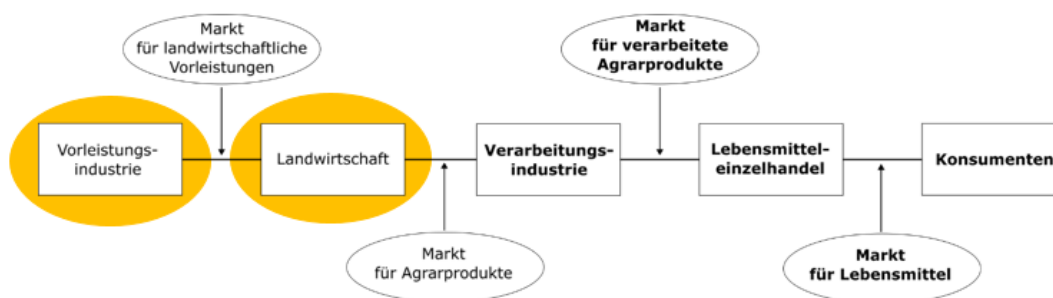 Markt
für landwirtschaftliche
Vorleistungen
Markt
für verarbeitete
Agrarprodukte
Vorleistungs-
industrie
Landwirtschaft
Verarbeitungs-
industrie
Lebensmittel-
einzelhandel
Konsumenten
Markt
für Agrarprodukte
Markt
für Lebensmittel